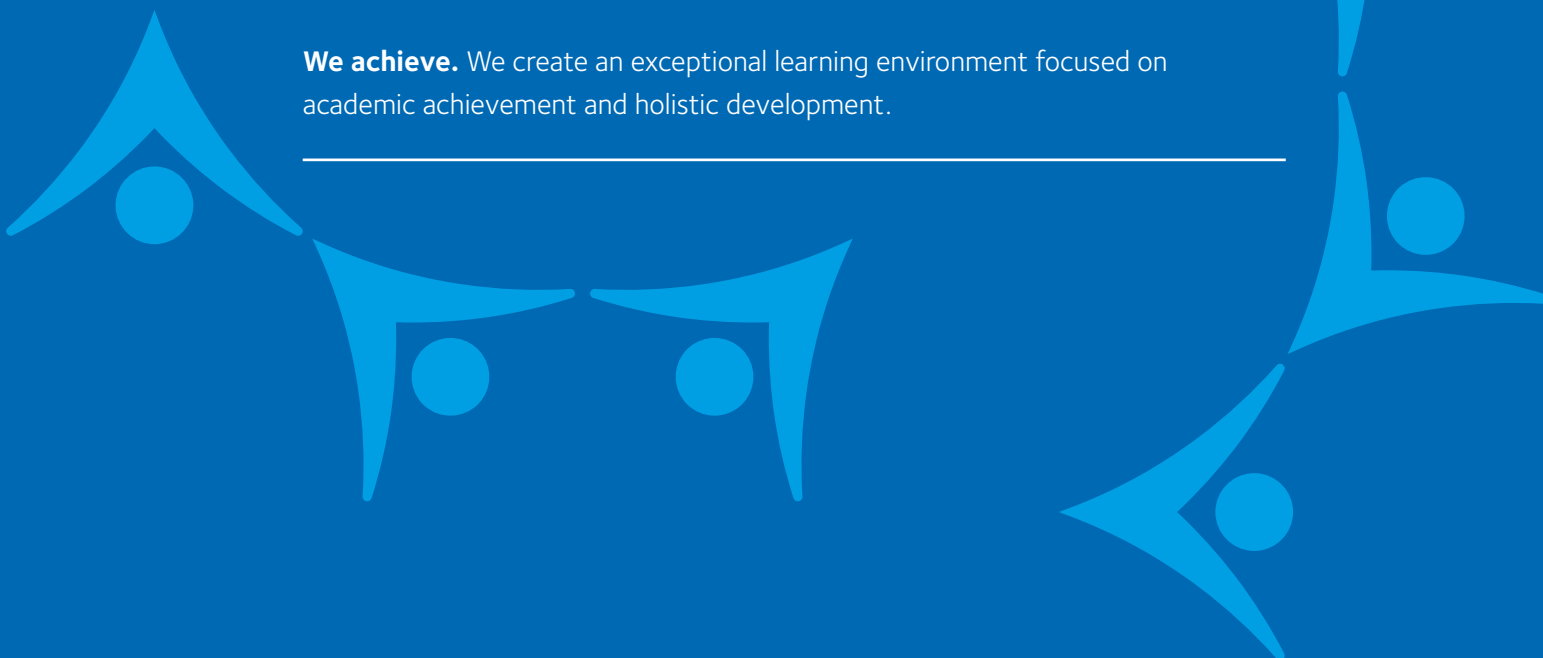 We achieve. We create an exceptional learning environment focused on
academic achievement and holistic development.